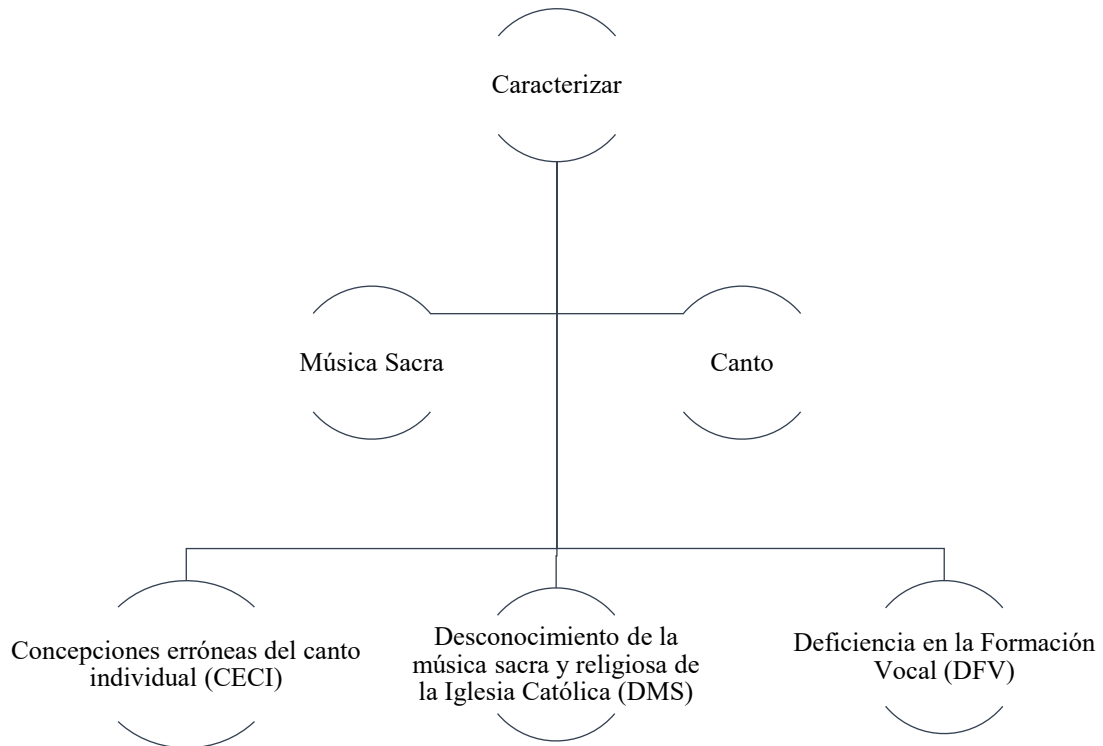 Caracterizar
Música Sacra
Canto
Concepciones erróneas del canto
individual (CECI)
Desconocimiento de la
música sacra y religiosa de
la Iglesia Católica (DMS)
Deficiencia en la Formación
Vocal (DFV)